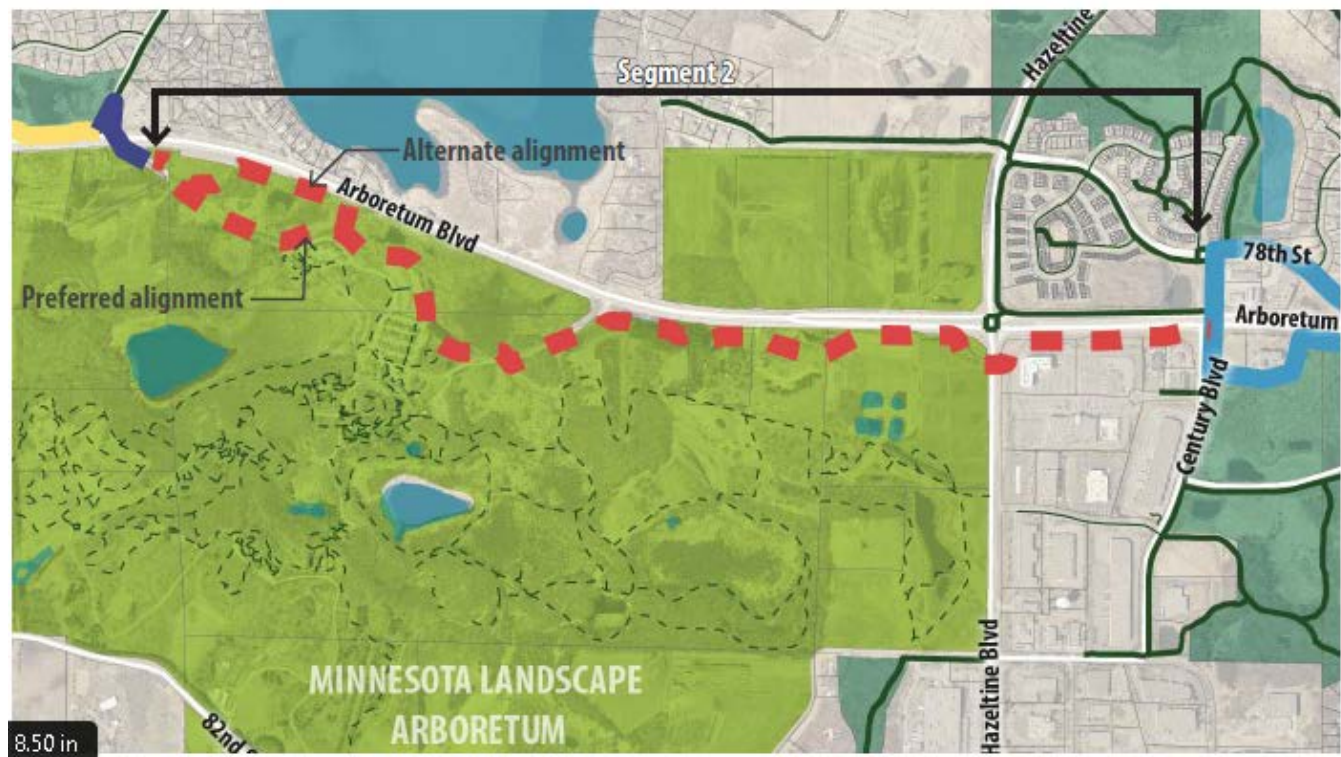 Hazeltine
Segment 2
Alternate alignment
Arboretum Blvd
78th St
Preferred alignment
Arboretum
Century Blvd
Hazeltine Blvd
MINNESOTA LANDSCAPE
ARBORETUM
82nd
8.50 in